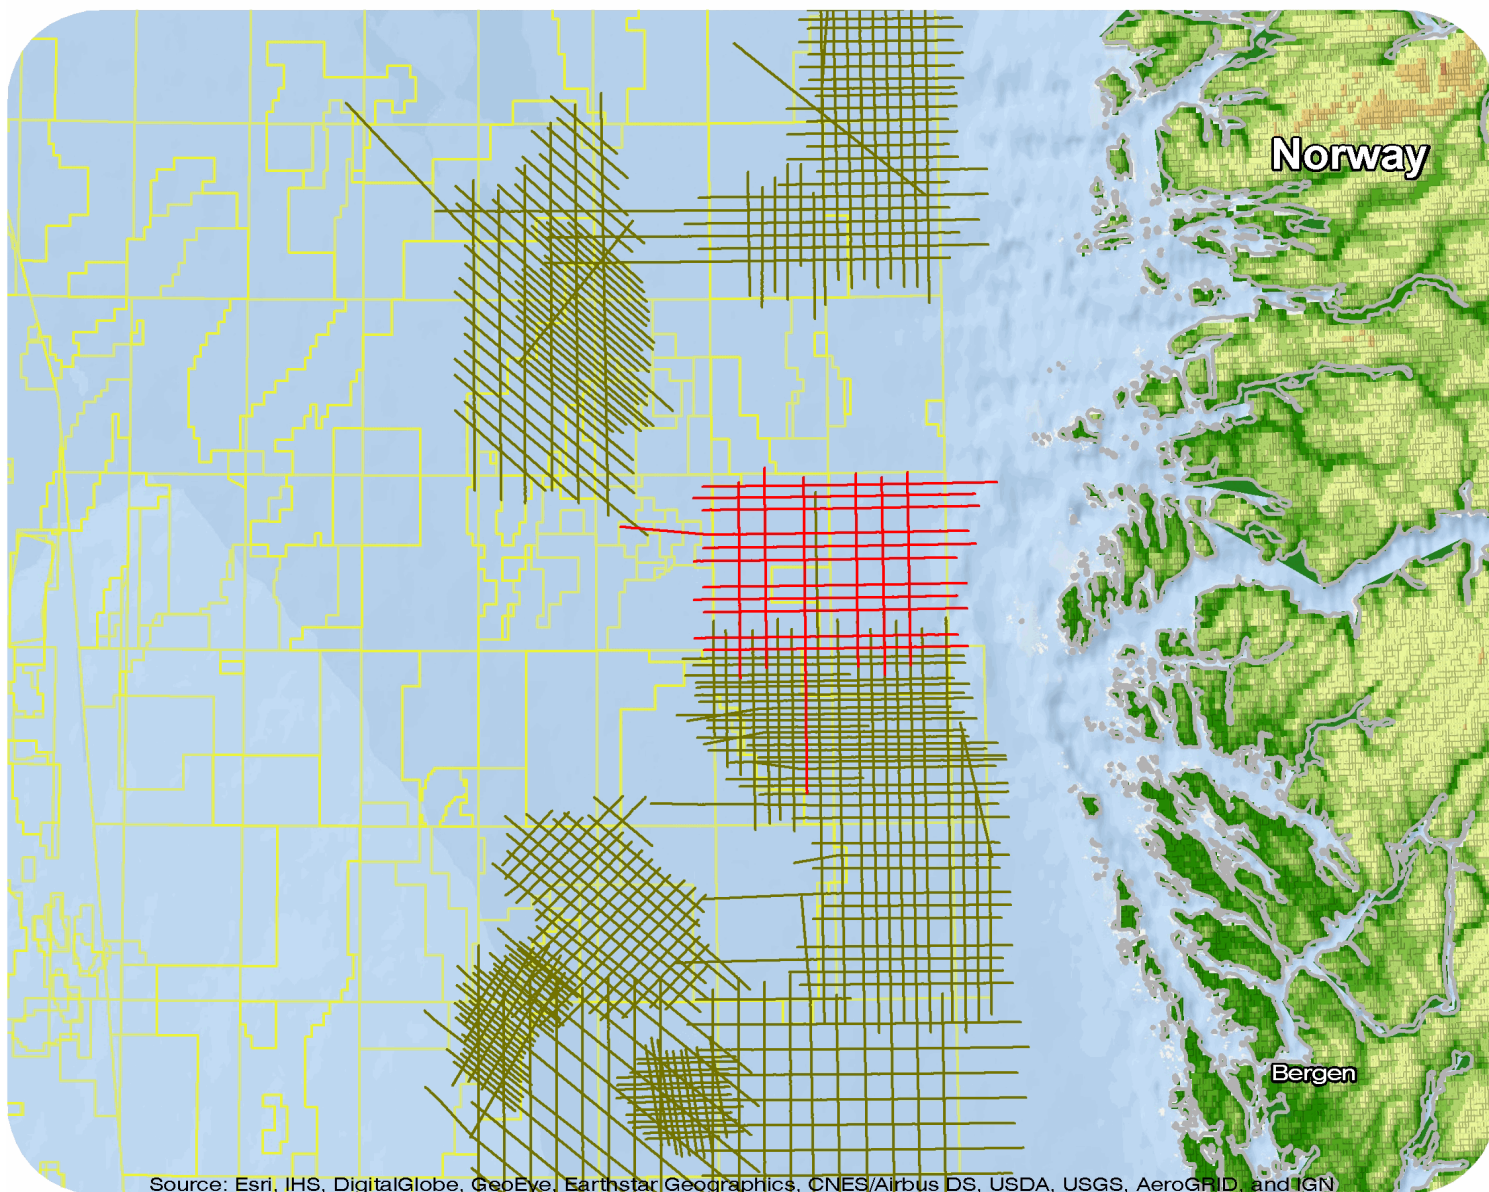 Norway
Bergen
Source: Esri, IHS, DigitalGlobe, GeoEye, Earthstar Geographics, CNES/Airbus DS, USDA, USGS, AeroGRID, and IGN